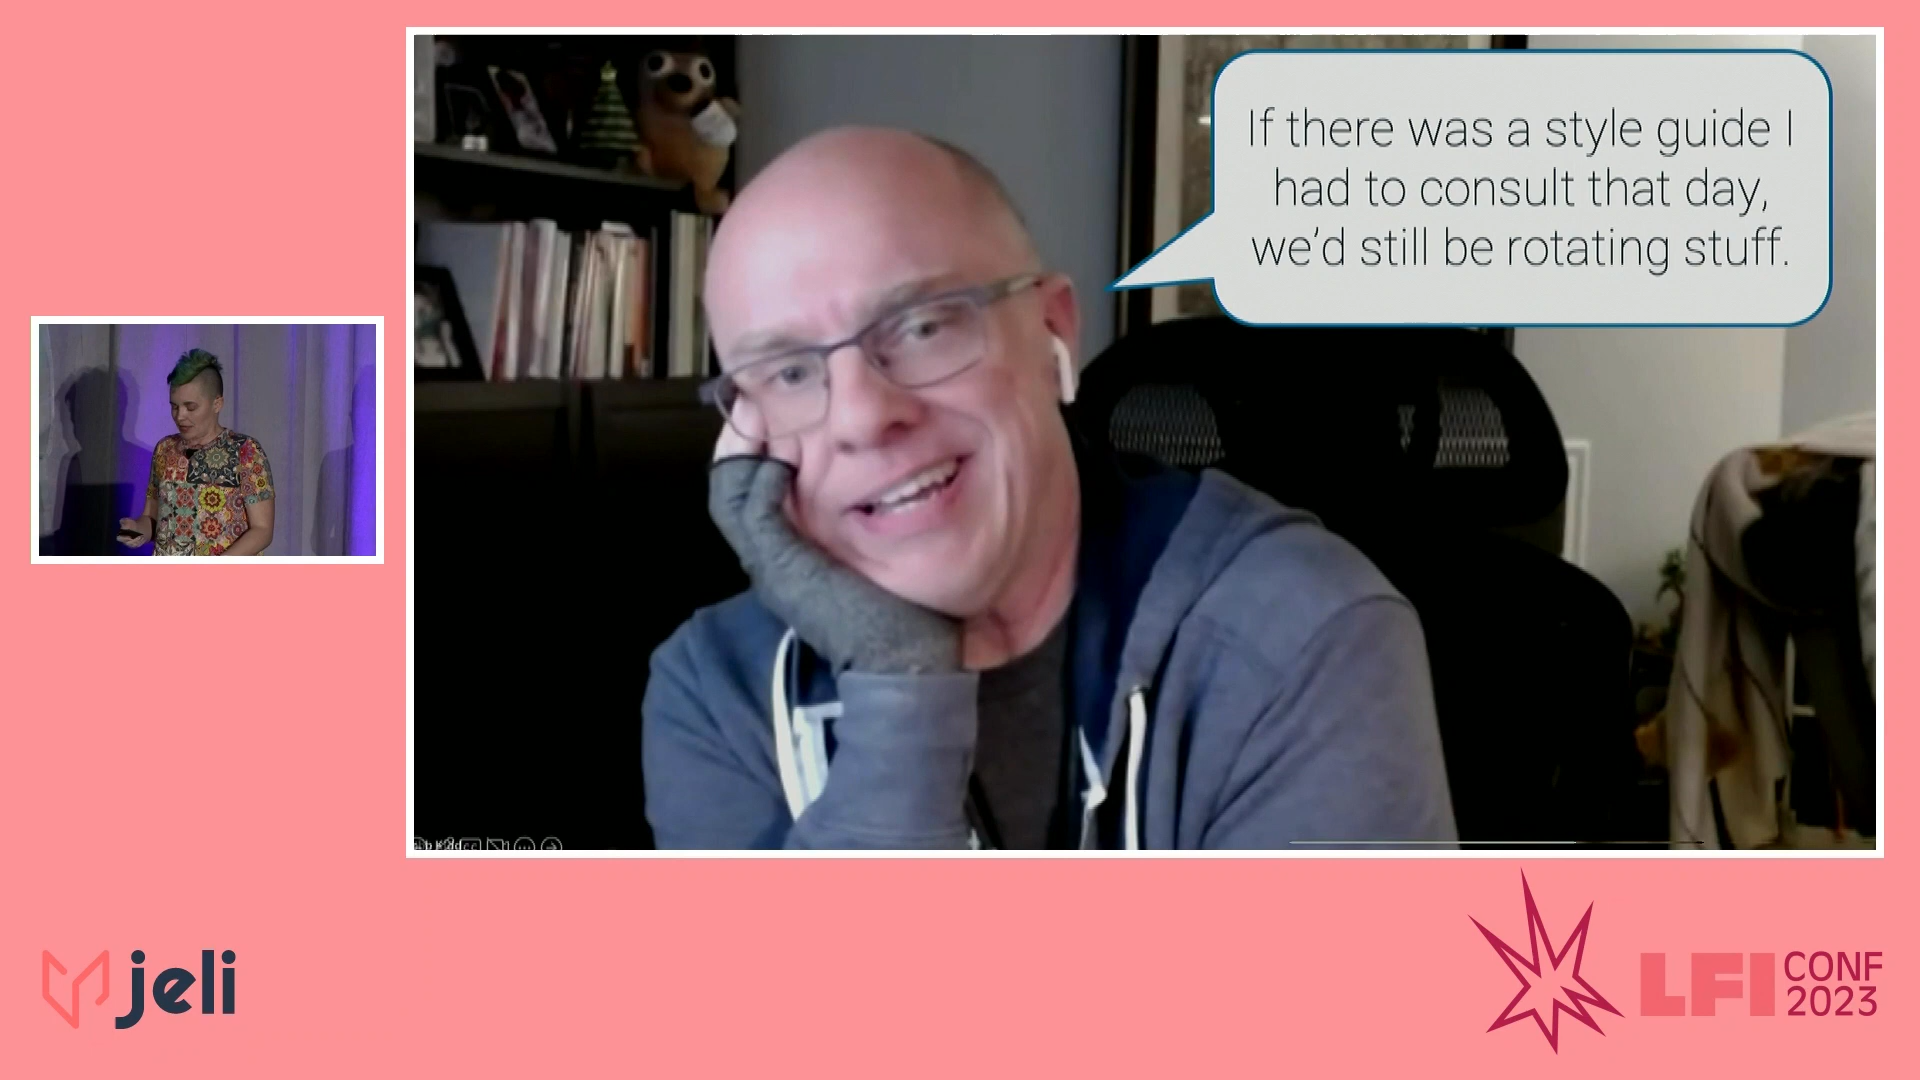 If there was a style guide I
had to consult that day,
we'd still be rotating stuff.
jeli
LFI
CONF
2023